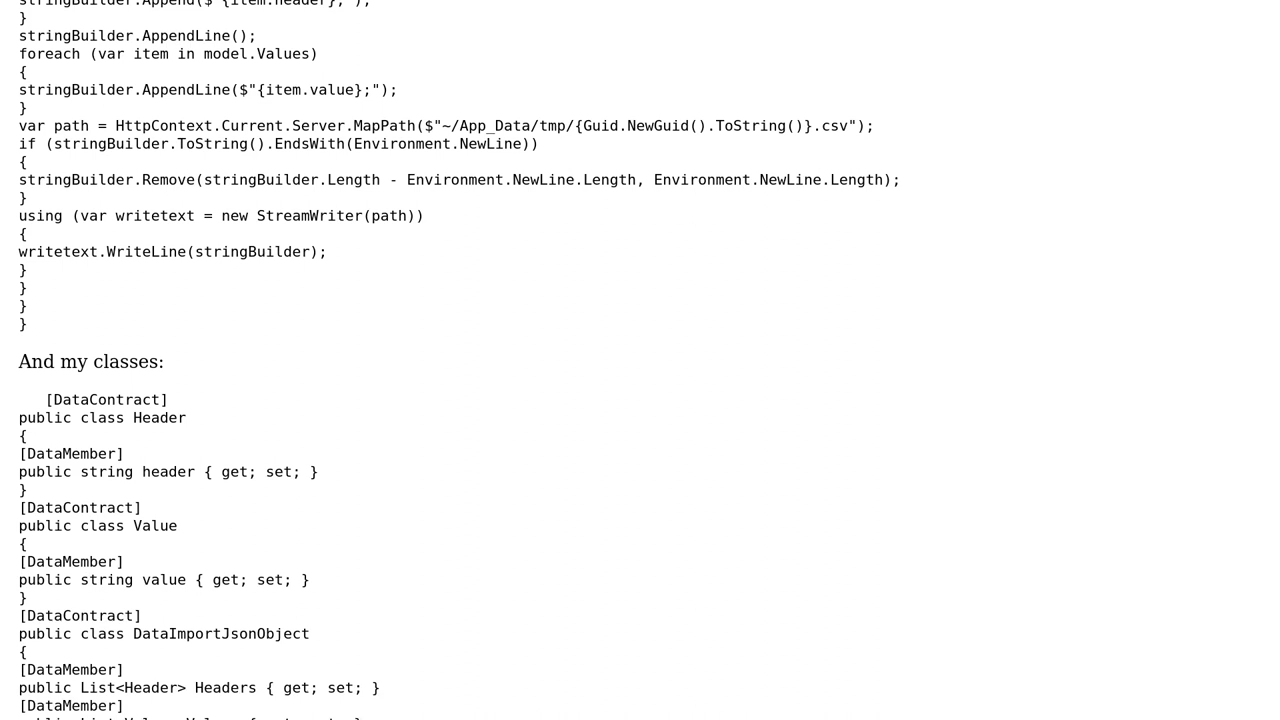 stringBuilder.Append($"{item.header};");
}
stringBuilder.AppendLine();
foreach (var item in model.Values)
{
stringBuilder.AppendLine($"{item.value};");
}
var path = HttpContext.Current.Server.MapPath($"~/App_Data/tmp/{Guid.NewGuid().ToString()}.csv");
if (stringBuilder.ToString().EndsWith(Environment.NewLine))
{
stringBuilder.Remove(stringBuilder.Length - Environment.NewLine.Length, Environment.NewLine.Length);
}
using (var writetext = new StreamWriter(path))
{
writetext.WriteLine(stringBuilder);
}
}
}
}
And my classes:
[DataContract]
public class Header
{
[DataMember]
public string header { get; set; }
}
[DataContract]
public class Value
{
[DataMember]
public string value { get; set; }
}
[DataContract]
public class DataImportJsonObject
{
[DataMember]
public List<Header> Headers { get; set; }
[DataMember]